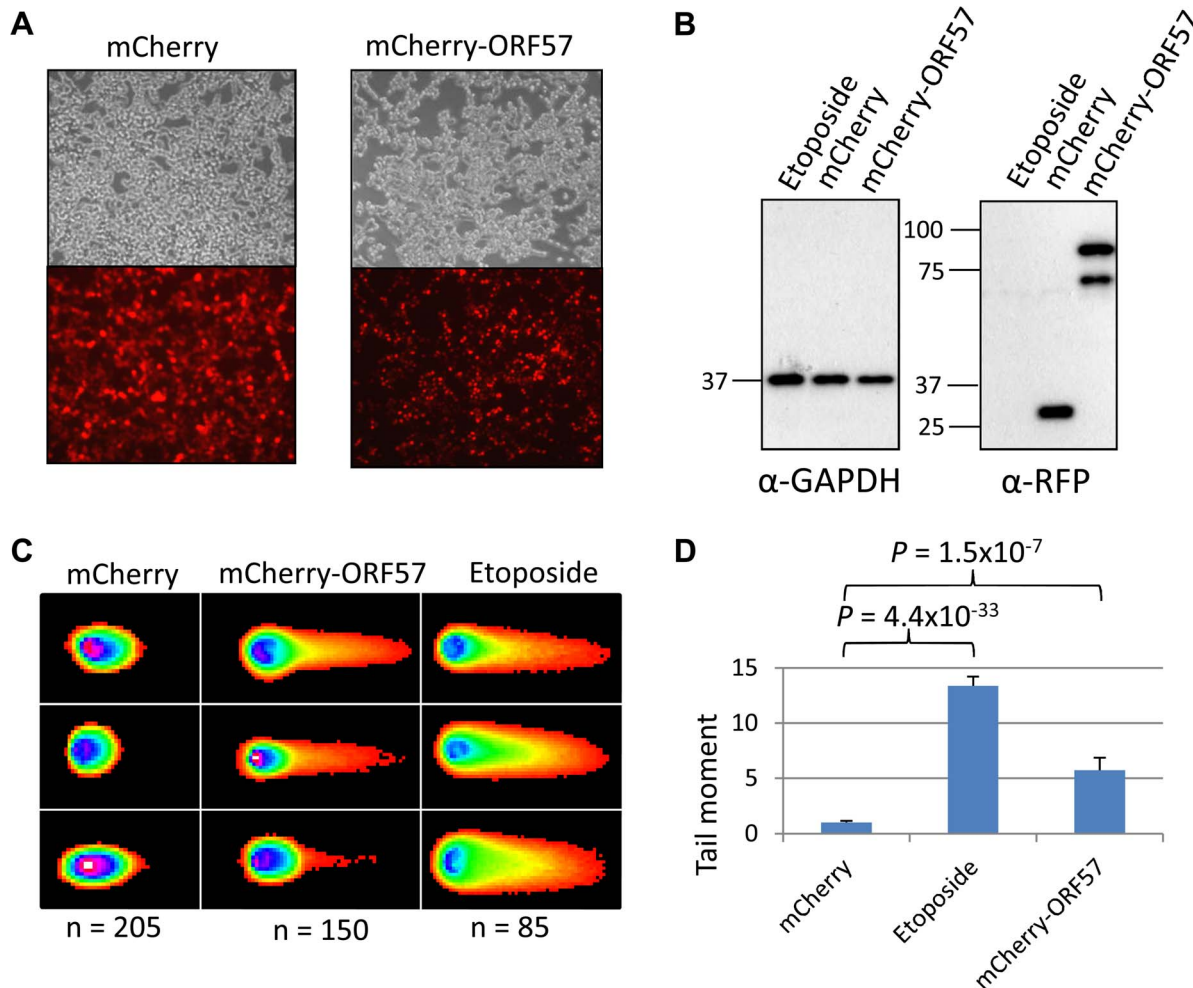 A
mCherry
mCherry-ORF57
B
Etoposide
mCherry
mCherry-ORF57
Etoposide
mCherry
mCherry-ORF57
37
100
75
37
25
α-GAPDH
α-RFP
C
mCherry
mCherry-ORF57
Etoposide
n = 205
n = 150
n = 85
D
P = 1.5x10⁻⁷
P = 4.4x10⁻³³
Tail moment
15
10
5
0
mCherry
Etoposide
mCherry-ORF57